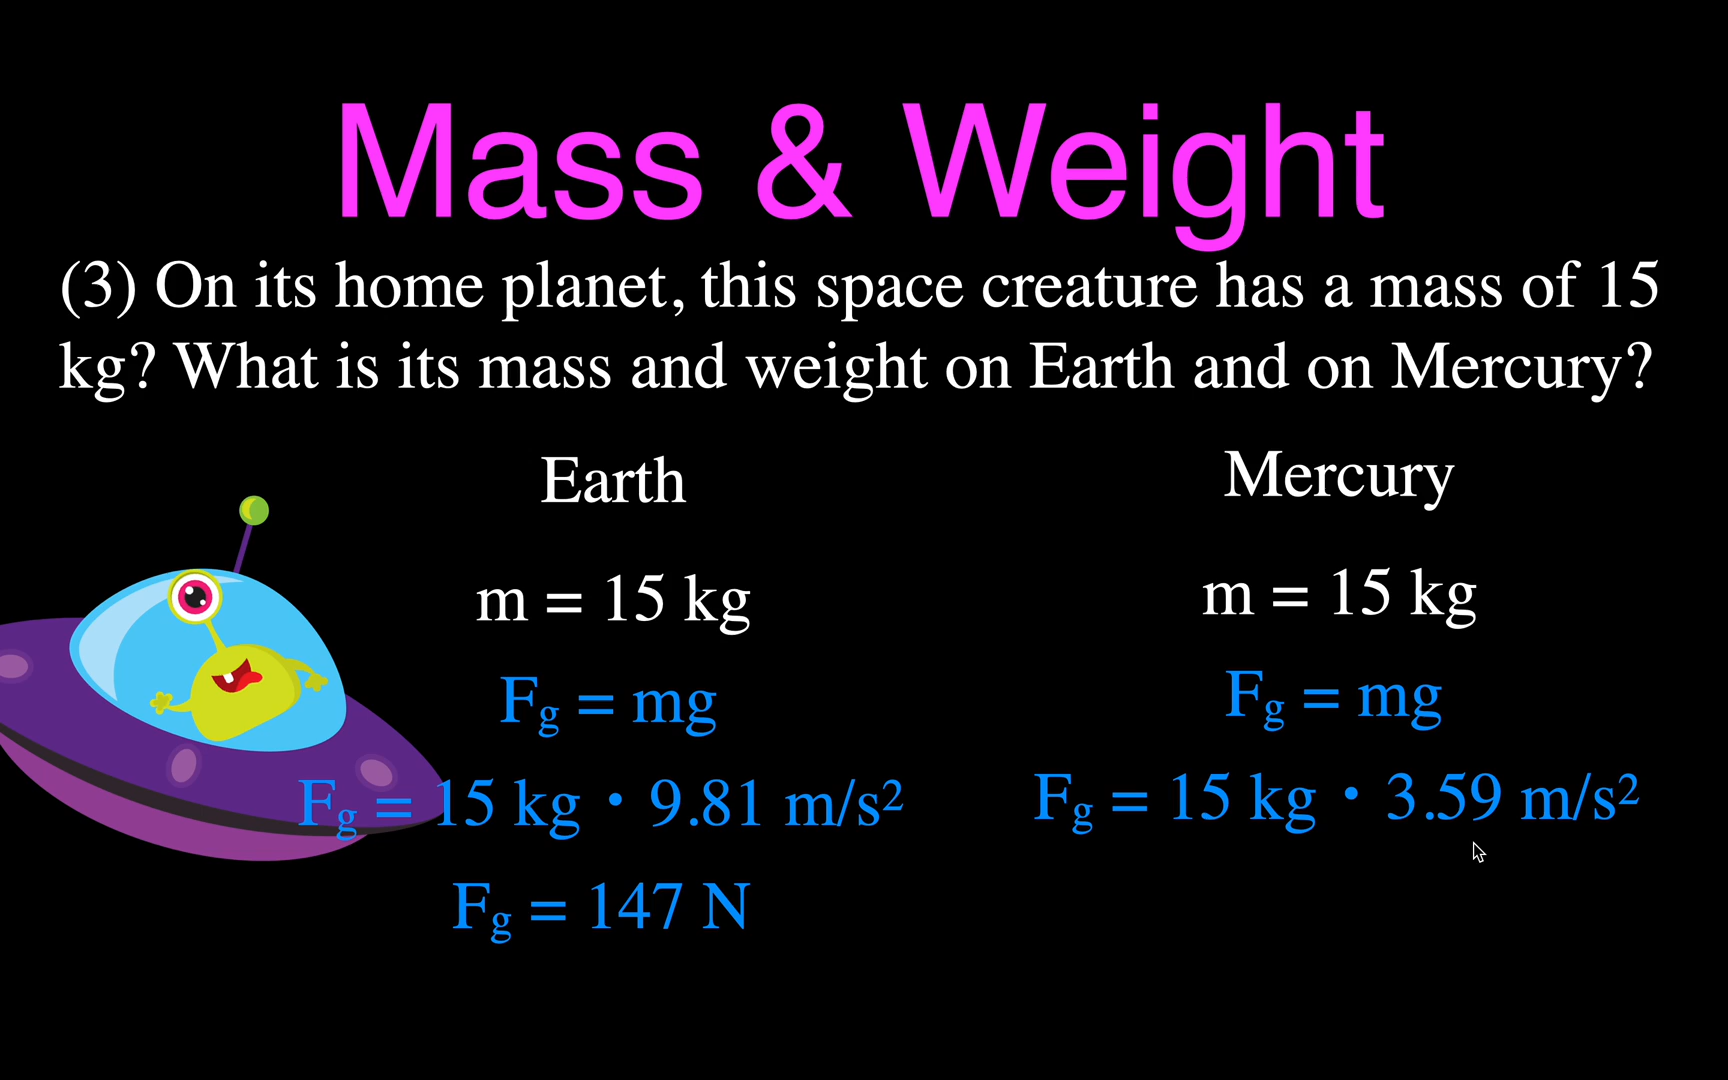 Mass & Weight
(3) On its home planet, this space creature has a mass of 15
kg? What is its mass and weight on Earth and on Mercury?
Earth
m = 15 kg
Fg = mg
Fg = 15 kg · 9.81 m/s²
Fg = 147 N
Mercury
m = 15 kg
Fg = mg
Fg = 15 kg · 3.59 m/s²